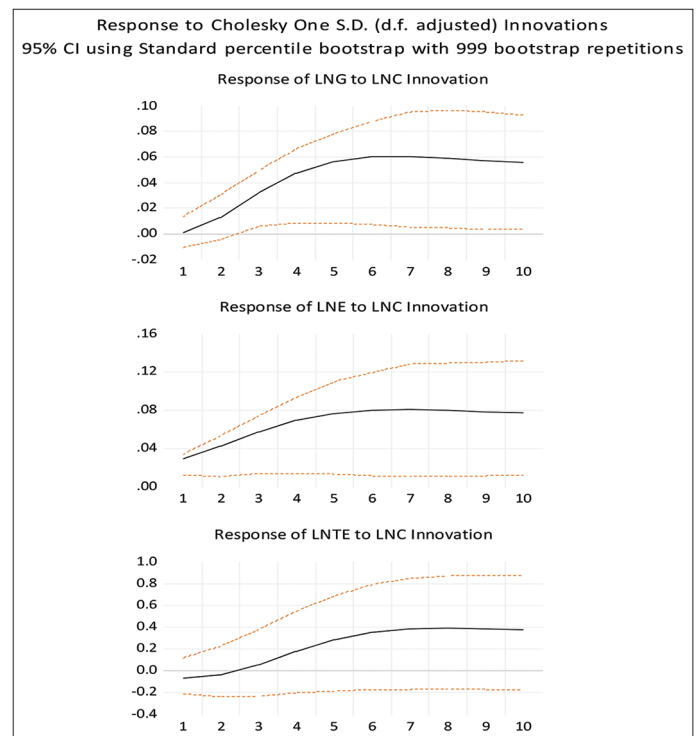 Response to Cholesky One S.D. (d.f. adjusted) Innovations
95% CI using Standard percentile bootstrap with 999 bootstrap repetitions
Response of LNG to LNC Innovation
.10
.08
.06
.04
.02
.00
-.02
1 2 3 4 5 6 7 8 9 10
Response of LNE to LNC Innovation
.16
.12
.08
.04
.00
1 2 3 4 5 6 7 8 9 10
Response of LNTE to LNC Innovation
1.0
0.8
0.6
0.4
0.2
0.0
-0.2
-0.4
1 2 3 4 5 6 7 8 9 10